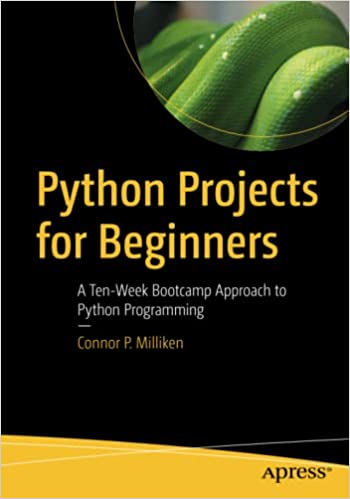 Python Projects
for Beginners
A Ten-Week Bootcamp Approach to
Python Programming
—
Connor P. Milliken
Apress®